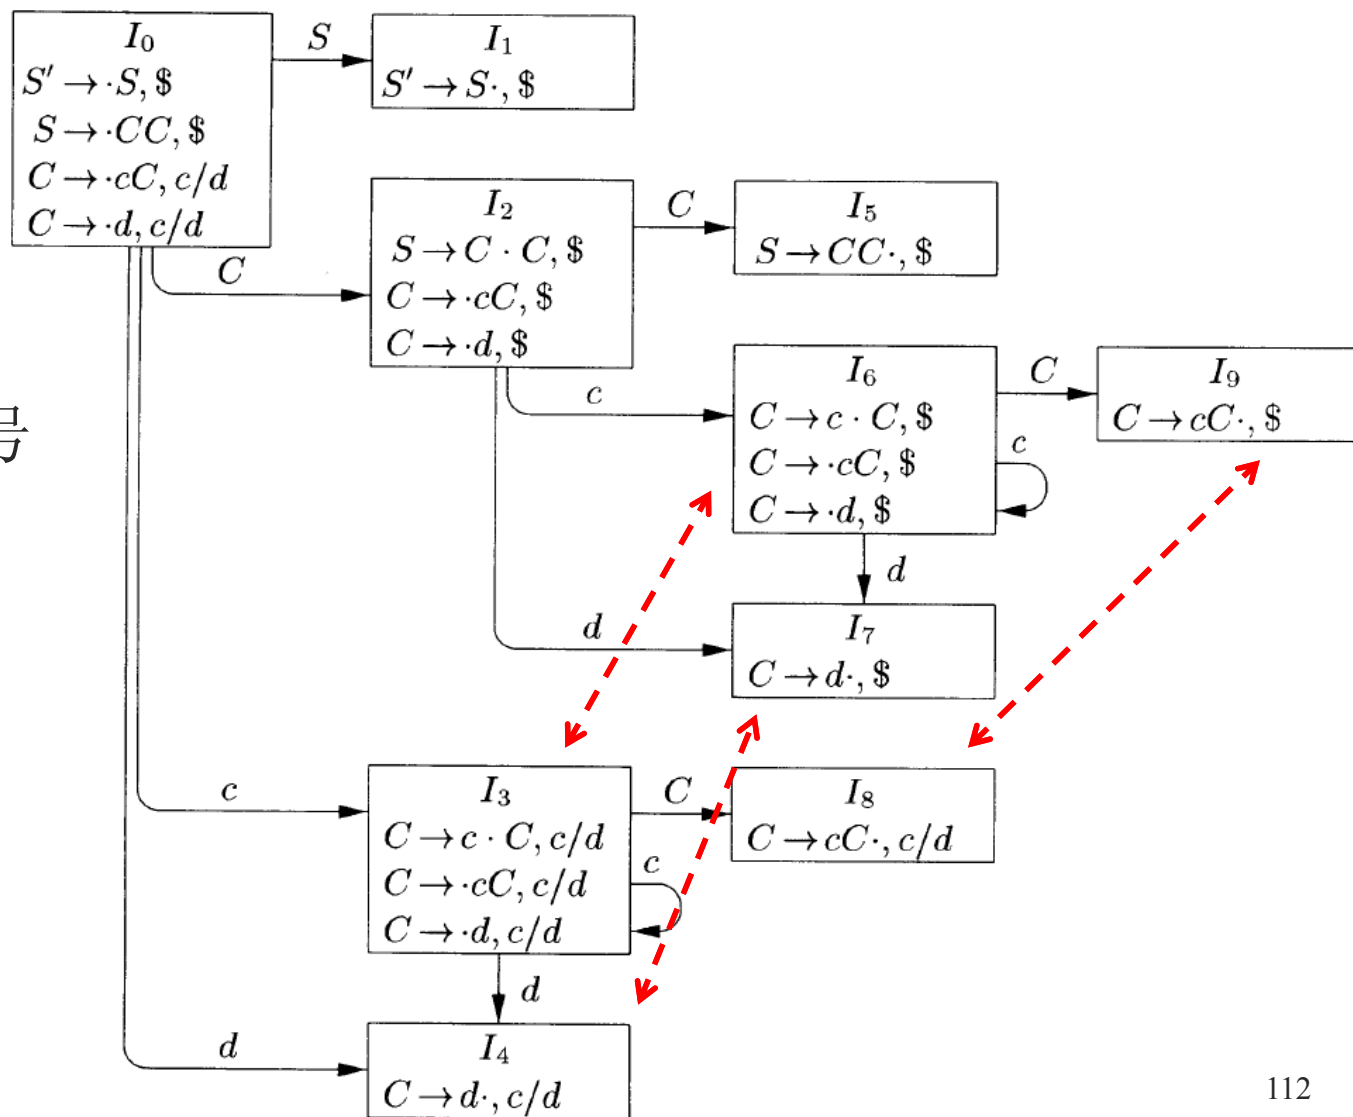 I₀
S′ → ·S, $
S → ·CC, $
C → ·cC, c/d
C → ·d, c/d
S
I₁
S′ → S·, $
C
I₂
S → C · C, $
C → ·cC, $
C → ·d, $
C
I₅
S → CC·, $
号
c
I₆
C → c · C, $
C → ·cC, $
C → ·d, $
C
c
I₉
C → cC·, $
d
d
I₇
C → d·, $
c
I₃
C → c · C, c/d
C → ·cC, c/d
C → ·d, c/d
C
c
I₈
C → cC·, c/d
d
d
I₄
C → d·, c/d
112